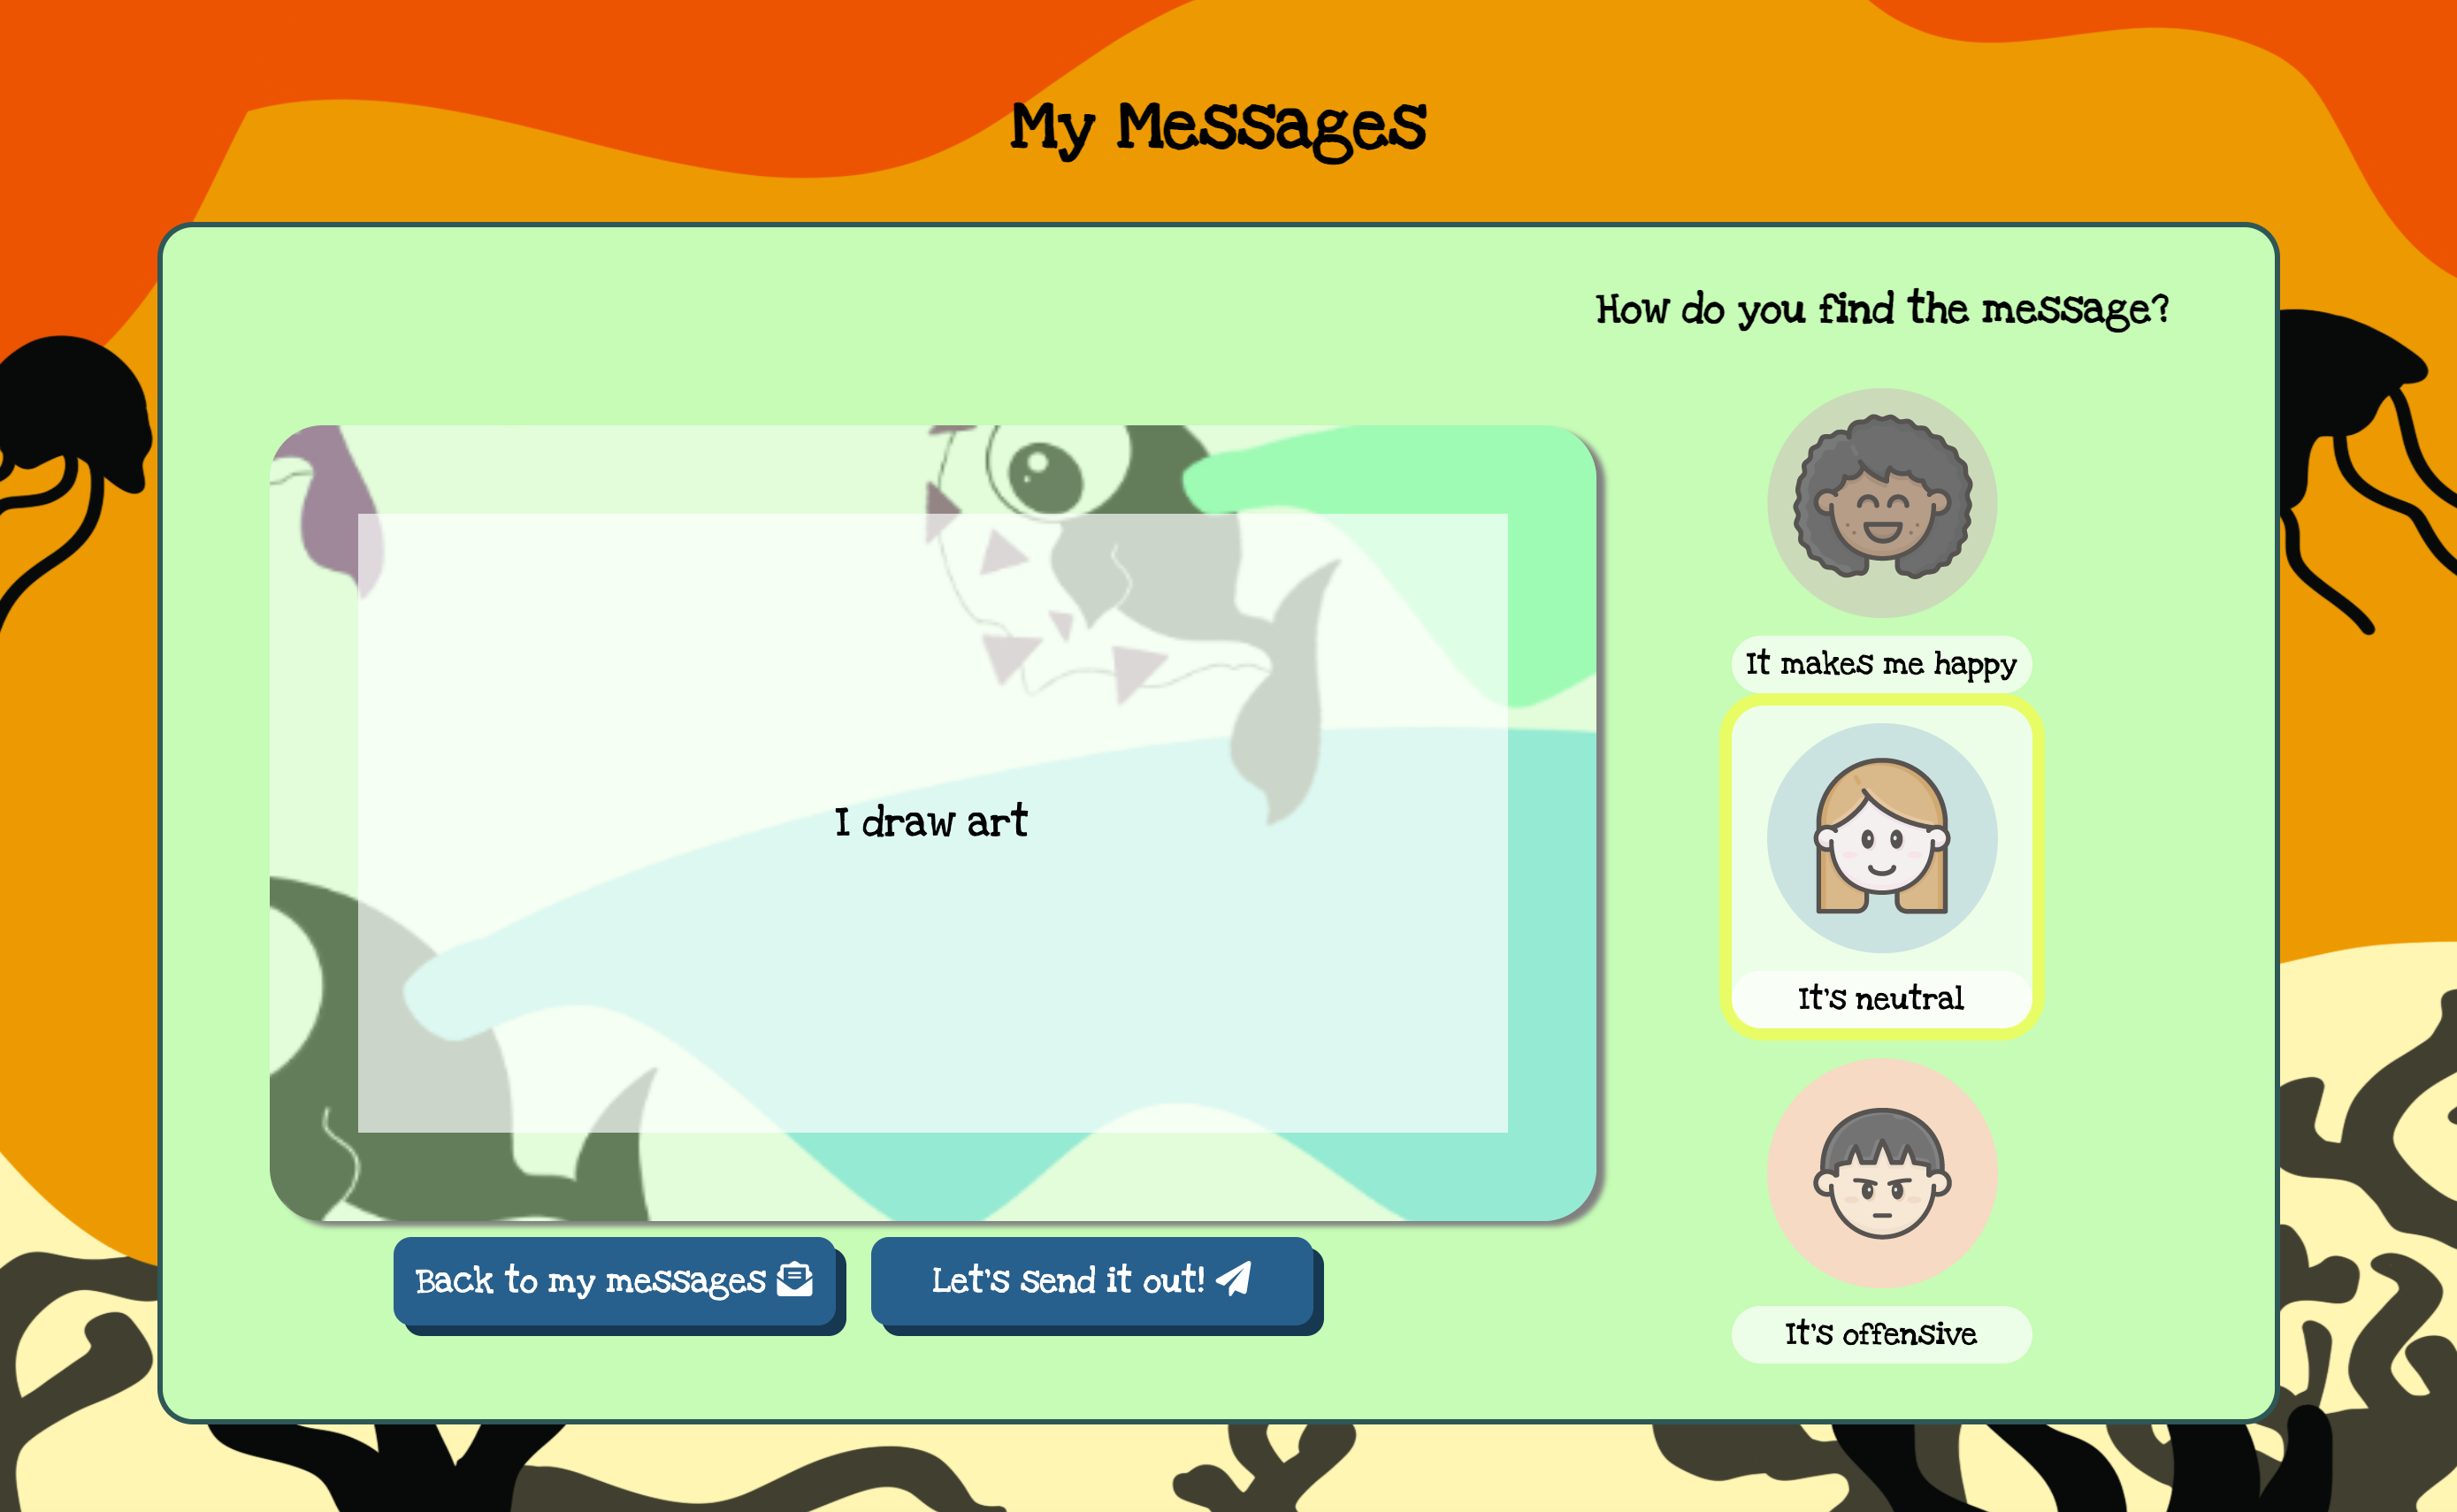 My Messages
How do you find the message?
I draw art
It makes me happy
It's neutral
It's offensive
Back to my messages
Let's send it out!